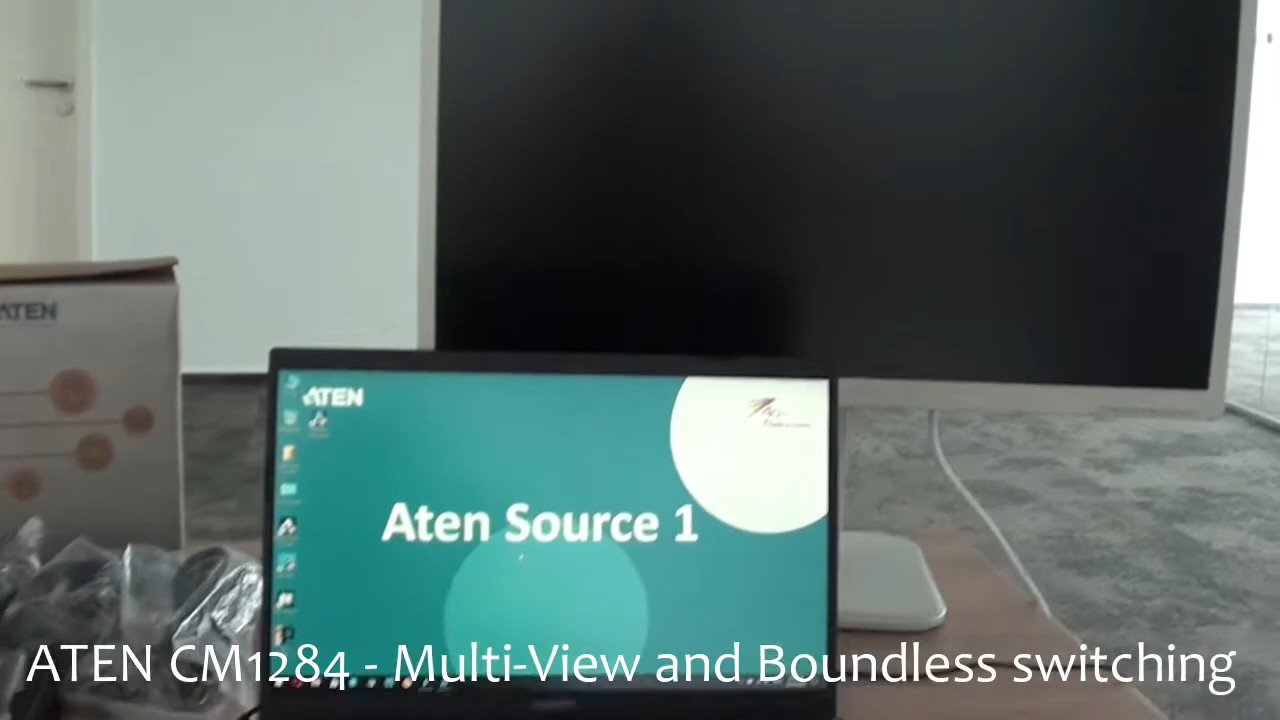 ATEN
ATEN
Aten Source 1
ATEN CM1284 - Multi-View and Boundless switching